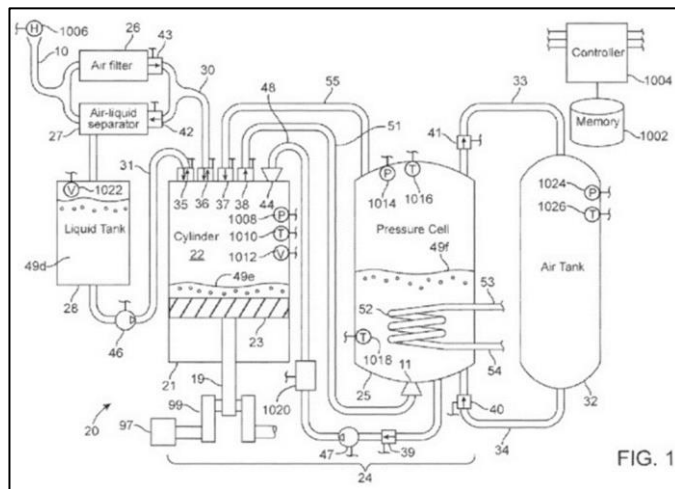 H 1006
26
43
10
Air filter
30
55
33
Controller
1004
Air-liquid
separator
27
42
48
51
Memory
1002
31
41
1022
V
35
36
37
38
44
P
1014
T
1016
1024 P
1026 T
Liquid Tank
49d
28
Cylinder
22
1008 P
1010 T
1012 V
Pressure Cell
49f
Air Tank
49e
52
53
54
23
46
T
1018
21
19
25
11
32
20
97
99
1020
47
39
40
34
24
FIG. 1